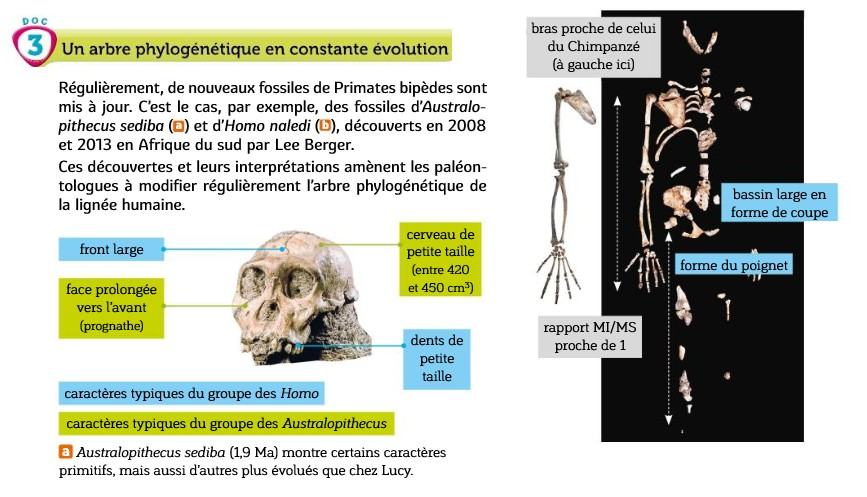 DOC
3
Un arbre phylogénétique en constante évolution
Régulièrement, de nouveaux fossiles de Primates bipèdes sont
mis à jour. C'est le cas, par exemple, des fossiles d'Australo-
pithecus sediba (a) et d'Homo naledi (b), découverts en 2008
et 2013 en Afrique du sud par Lee Berger.
Ces découvertes et leurs interprétations amènent les paléon-
tologues à modifier régulièrement l'arbre phylogénétique de
la lignée humaine.
front large
face prolongée
vers l'avant
(prognathe)
cerveau de
petite taille
(entre 420
et 450 cm³)
dents de
petite
taille
caractères typiques du groupe des Homo
caractères typiques du groupe des Australopithecus
a Australopithecus sediba (1,9 Ma) montre certains caractères
primitifs, mais aussi d'autres plus évolués que chez Lucy.
bras proche de celui
du Chimpanzé
(à gauche ici)
bassin large en
forme de coupe
forme du poignet
rapport MI/MS
proche de 1